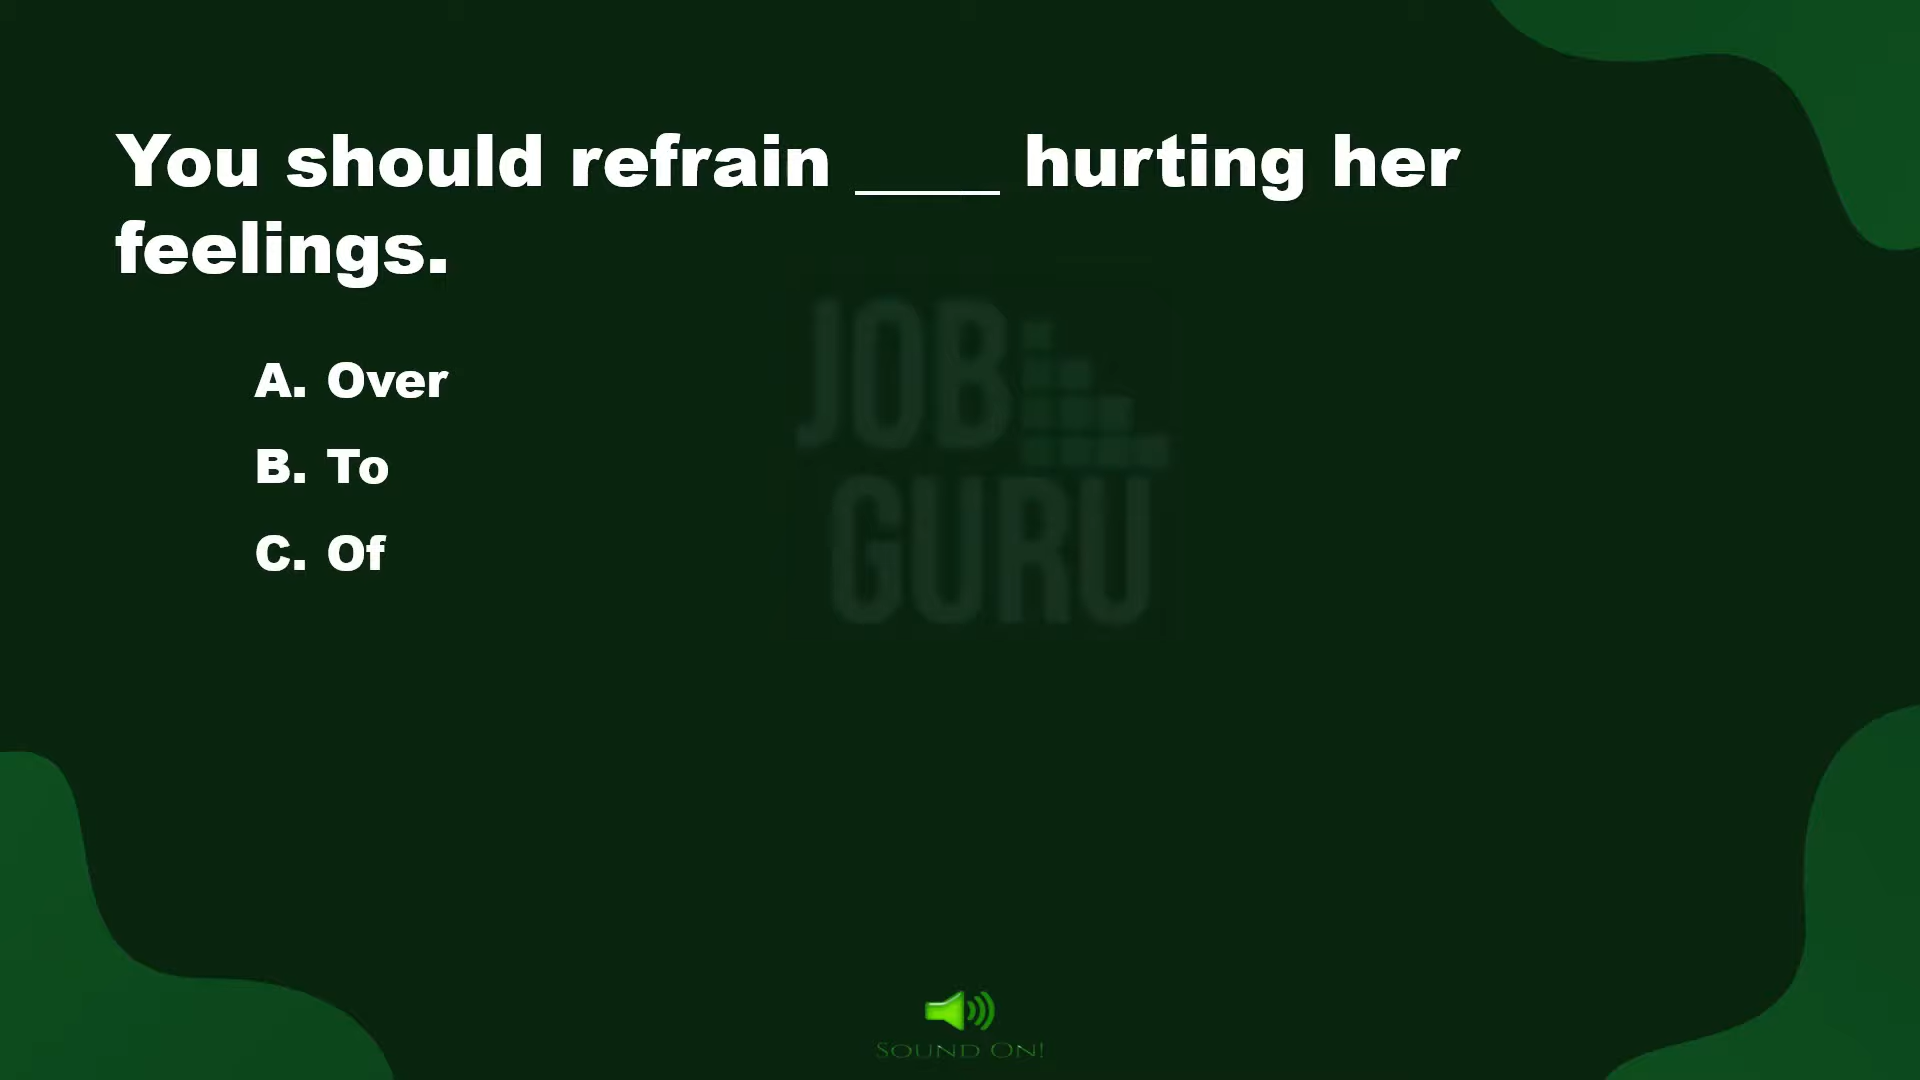 You should refrain ____ hurting her
feelings.
JOB
GURU
A. Over
B. To
C. Of
SOUND ON!